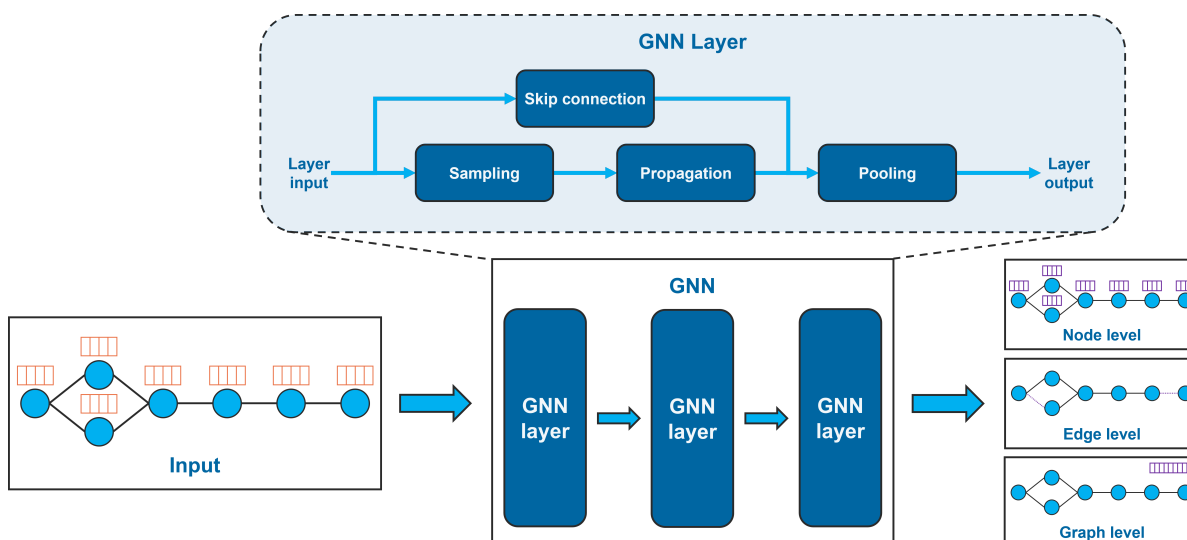 GNN Layer
Skip connection
Layer
input
Sampling
Propagation
Pooling
Layer
output
GNN
GNN
layer
GNN
layer
GNN
layer
Input
Node level
Edge level
Graph level